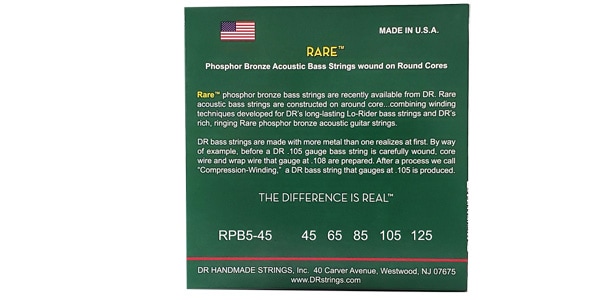 MADE IN U.S.A.
RARE™
Phosphor Bronze Acoustic Bass Strings wound on Round Cores
Rare™ phosphor bronze bass strings are recently available from DR. Rare
acoustic bass strings are constructed on around core...combining winding
techniques developed for DR's long-lasting Lo-Rider bass strings and DR's
rich, ringing Rare phosphor bronze acoustic guitar strings.
DR bass strings are made with more metal than one realizes at first. By way
of example, before a DR .105 gauge bass string is carefully wound, core
wire and wrap wire that gauge at .108 are prepared. After a process we call
"Compression-Winding," a DR bass string that gauges at .105 is produced.
THE DIFFERENCE IS REAL™
RPB5-45 45 65 85 105 125
DR HANDMADE STRINGS, Inc. 40 Carver Avenue, Westwood, NJ 07675
www.DRstrings.com